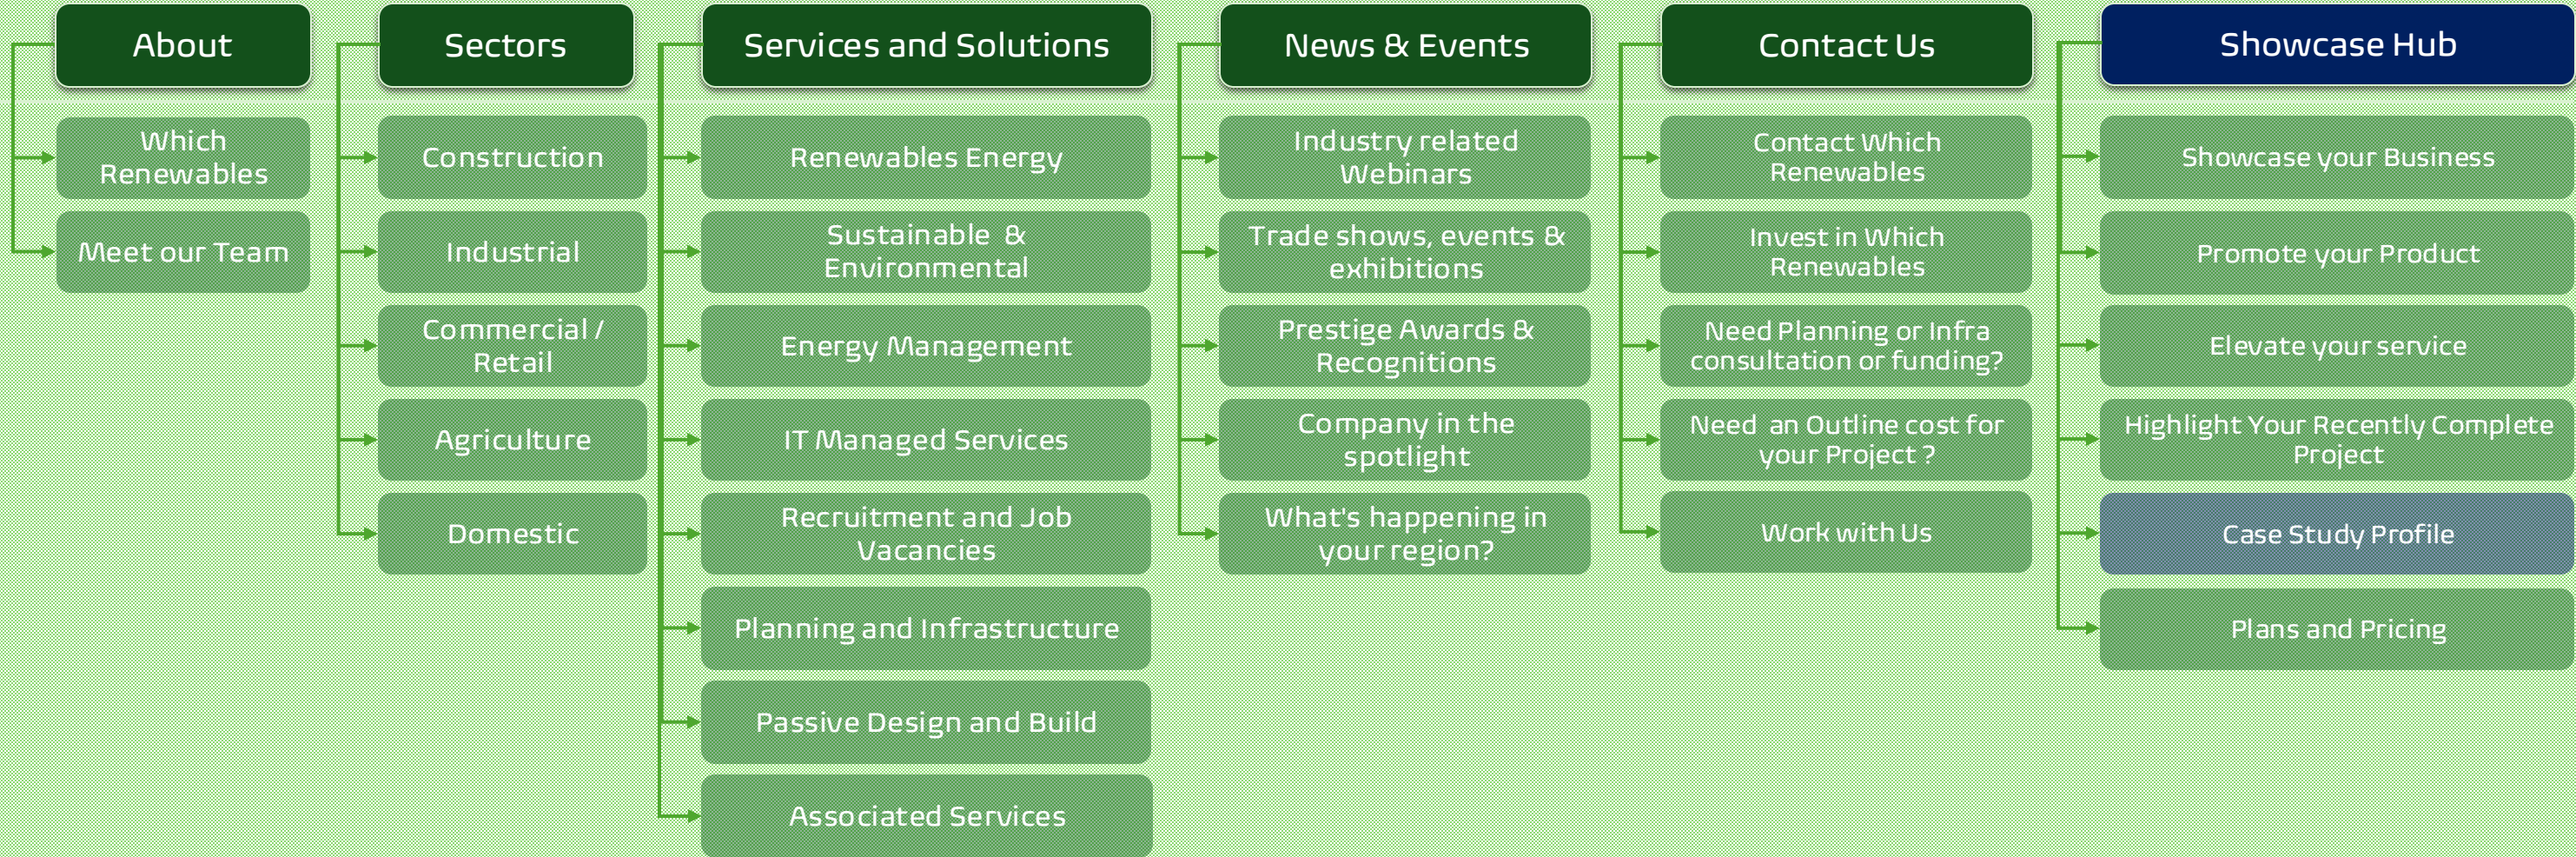 About
Which
Renewables
Meet our Team
Sectors
Construction
Industrial
Commercial /
Retail
Agriculture
Domestic
Services and Solutions
Renewables Energy
Sustainable &
Environmental
Energy Management
IT Managed Services
Recruitment and Job
Vacancies
Planning and Infrastructure
Passive Design and Build
Associated Services
News & Events
Industry related
Webinars
Trade shows, events &
exhibitions
Prestige Awards &
Recognitions
Company in the
spotlight
What's happening in
your region?
Contact Us
Contact Which
Renewables
Invest in Which
Renewables
Need Planning or Infra
consultation or funding?
Need an Outline cost for
your Project ?
Work with Us
Showcase Hub
Showcase your Business
Promote your Product
Elevate your service
Highlight Your Recently Complete
Project
Case Study Profile
Plans and Pricing